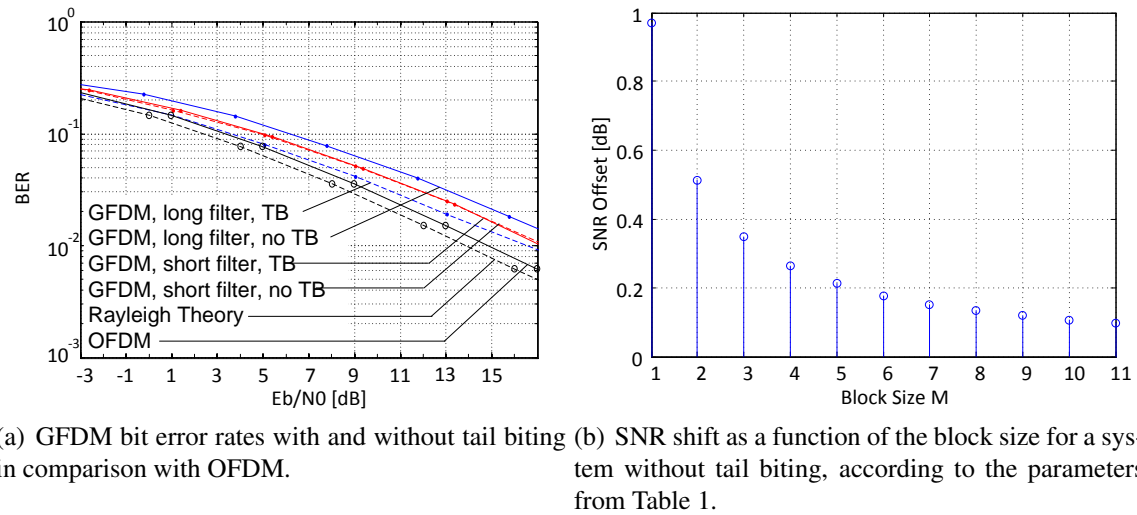 10⁰
10⁻¹
10⁻²
10⁻³
BER
GFDM, long filter, TB
GFDM, long filter, no TB
GFDM, short filter, TB
GFDM, short filter, no TB
Rayleigh Theory
OFDM
-3 -1 1 3 5 7 9 11 13 15
Eb/N0 [dB]
1
0.8
0.6
0.4
0.2
0
SNR Offset [dB]
1 2 3 4 5 6 7 8 9 10 11
Block Size M
(a) GFDM bit error rates with and without tail biting
in comparison with OFDM.
(b) SNR shift as a function of the block size for a sys-
tem without tail biting, according to the parameters
from Table 1.